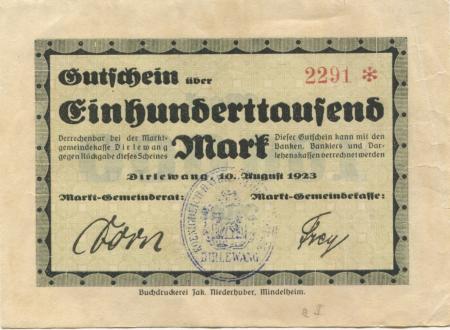 Gutschein über
2291 *
Einhunderttausend
Verrechenbar bei der Markt-
gemeindekasse Dirlewang
gegen Rückgabe dieses Scheines
Mark
Dieser Gutschein kann mit den
Banken, Bankiers und Dar-
lehenskassen verrechnet werden
Dirlewang, 10. August 1923
Markt-Gemeinderat:
Markt-Gemeindekasse:
Dorn
Frey
DIRLEWANG
Buchdruckerei Jak. Niederhuber, Mindelheim.